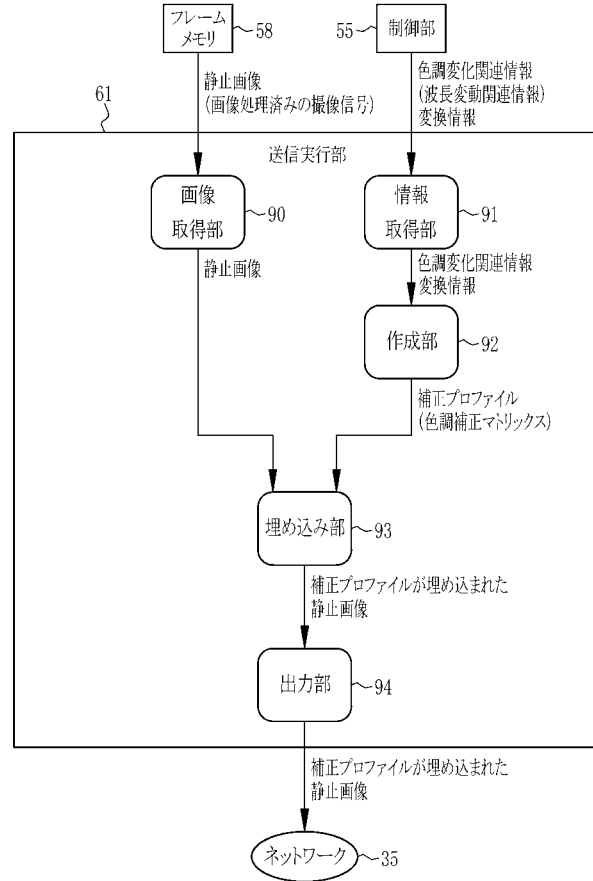 フレーム
メモリ
58
55
制御部
静止画像
(画像処理済みの撮像信号)
色調変化関連情報
(波長変動関連情報)
変換情報
61
送信実行部
画像
取得部
90
情報
取得部
91
静止画像
色調変化関連情報
変換情報
作成部
92
補正プロファイル
(色調補正マトリックス)
埋め込み部
93
補正プロファイルが埋め込まれた
静止画像
出力部
94
補正プロファイルが埋め込まれた
静止画像
ネットワーク
35